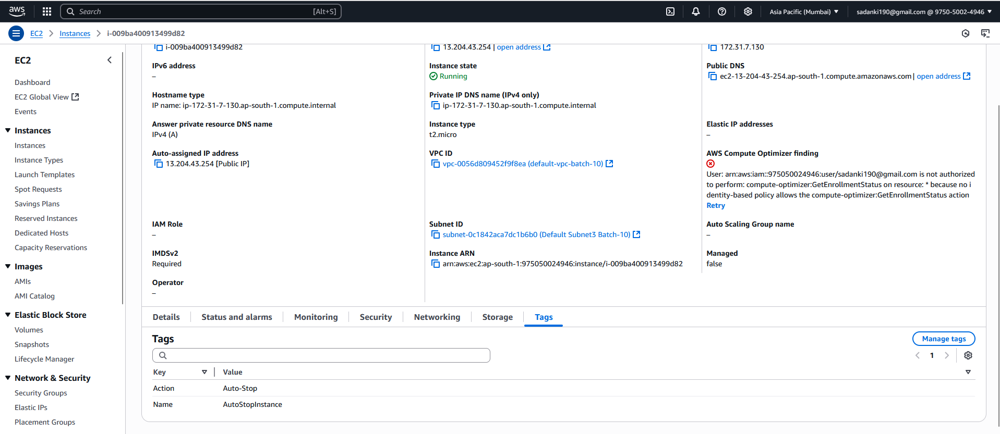 aws
Search
[Alt+S]
Asia Pacific (Mumbai)
sadanki190@gmail.com @ 9750-5002-4946
EC2
Instances
i-009ba400913499d82
EC2
Dashboard
EC2 Global View
Events
Instances
Instances
Instance Types
Launch Templates
Spot Requests
Savings Plans
Reserved Instances
Dedicated Hosts
Capacity Reservations
Images
AMIs
AMI Catalog
Elastic Block Store
Volumes
Snapshots
Lifecycle Manager
Network & Security
Security Groups
Elastic IPs
Placement Groups
i-009ba400913499d82
13.204.43.254 | open address
172.31.7.130
IPv6 address
–
Instance state
Running
Public DNS
ec2-13-204-43-254.ap-south-1.compute.amazonaws.com | open address
Hostname type
IP name: ip-172-31-7-130.ap-south-1.compute.internal
Private IP DNS name (IPv4 only)
ip-172-31-7-130.ap-south-1.compute.internal
Answer private resource DNS name
IPv4 (A)
Instance type
t2.micro
Elastic IP addresses
–
Auto-assigned IP address
13.204.43.254 [Public IP]
VPC ID
vpc-0056d809452f9f8ea (default-vpc-batch-10)
AWS Compute Optimizer finding
User: arn:aws:iam::975050024946:user/sadanki190@gmail.com is not authorized
to perform: compute-optimizer:GetEnrollmentStatus on resource: * because no i
dentity-based policy allows the compute-optimizer:GetEnrollmentStatus action
Retry
IAM Role
–
Subnet ID
subnet-0c1842aca7dc1b6b0 (Default Subnet3 Batch-10)
Auto Scaling Group name
–
IMDSv2
Required
Instance ARN
arn:aws:ec2:ap-south-1:975050024946:instance/i-009ba400913499d82
Managed
false
Operator
–
Details
Status and alarms
Monitoring
Security
Networking
Storage
Tags
Tags
Manage tags
1
Key
Value
Action
Auto-Stop
Name
AutoStopInstance